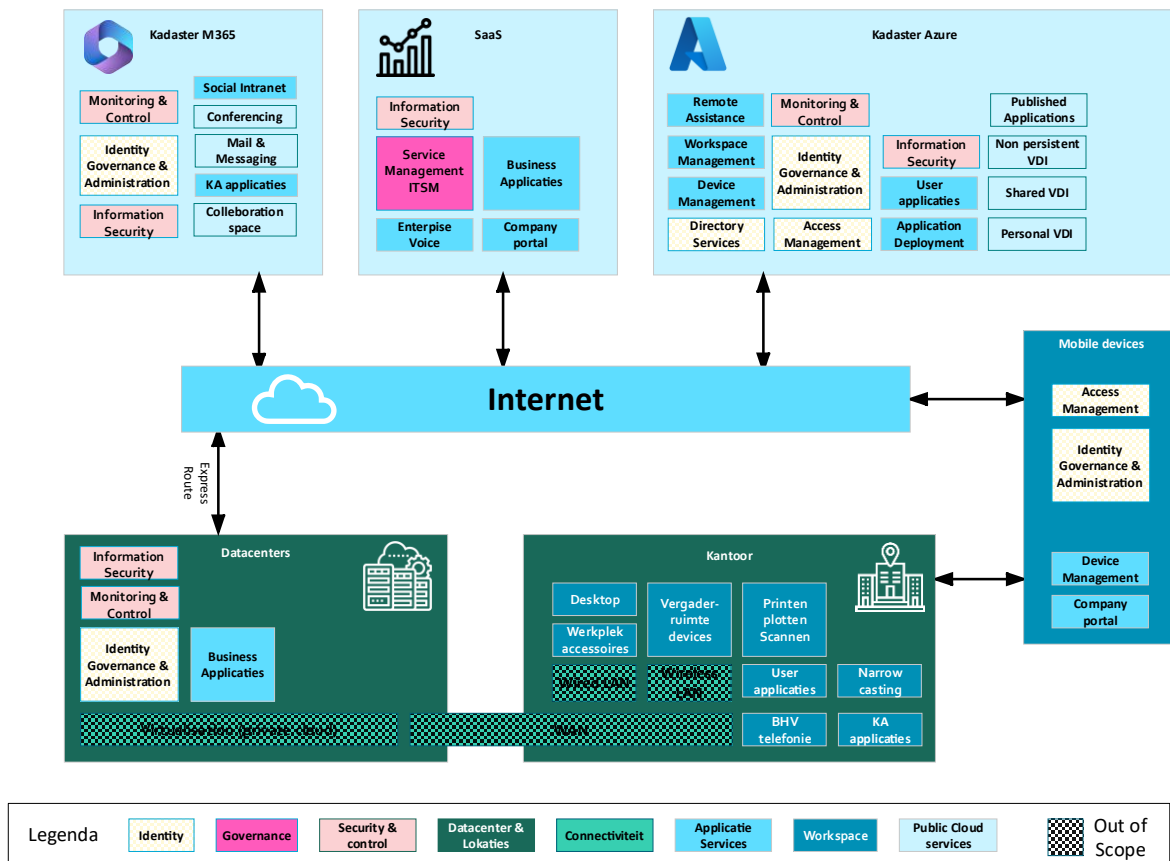 Kadaster M365
Monitoring &
Control
Identity
Governance &
Administration
Information
Security
Social Intranet
Conferencing
Mail &
Messaging
KA applicaties
Colleboration
space
SaaS
Information
Security
Service
Management
ITSM
Business
Applicaties
Enterpise
Voice
Company
portal
Kadaster Azure
Remote
Assistance
Workspace
Management
Device
Management
Directory
Services
Monitoring &
Control
Identity
Governance &
Administration
Access
Management
Information
Security
User
applicaties
Application
Deployment
Published
Applications
Non persistent
VDI
Shared VDI
Personal VDI
Internet
Express
Route
Mobile devices
Access
Management
Identity
Governance &
Administration
Device
Management
Company
portal
Datacenters
Information
Security
Monitoring &
Control
Identity
Governance &
Administration
Business
Applicaties
Virtualisation (private cloud)
WAN
Kantoor
Desktop
Werkplek
accessoires
Vergader-
ruimte
devices
Printen
plotten
Scannen
Wired LAN
Wireless
LAN
User
applicaties
Narrow
casting
BHV
telefonie
KA
applicaties
Legenda
Identity
Governance
Security &
control
Datacenter &
Lokaties
Connectiviteit
Applicatie
Services
Workspace
Public Cloud
services
Out of
Scope